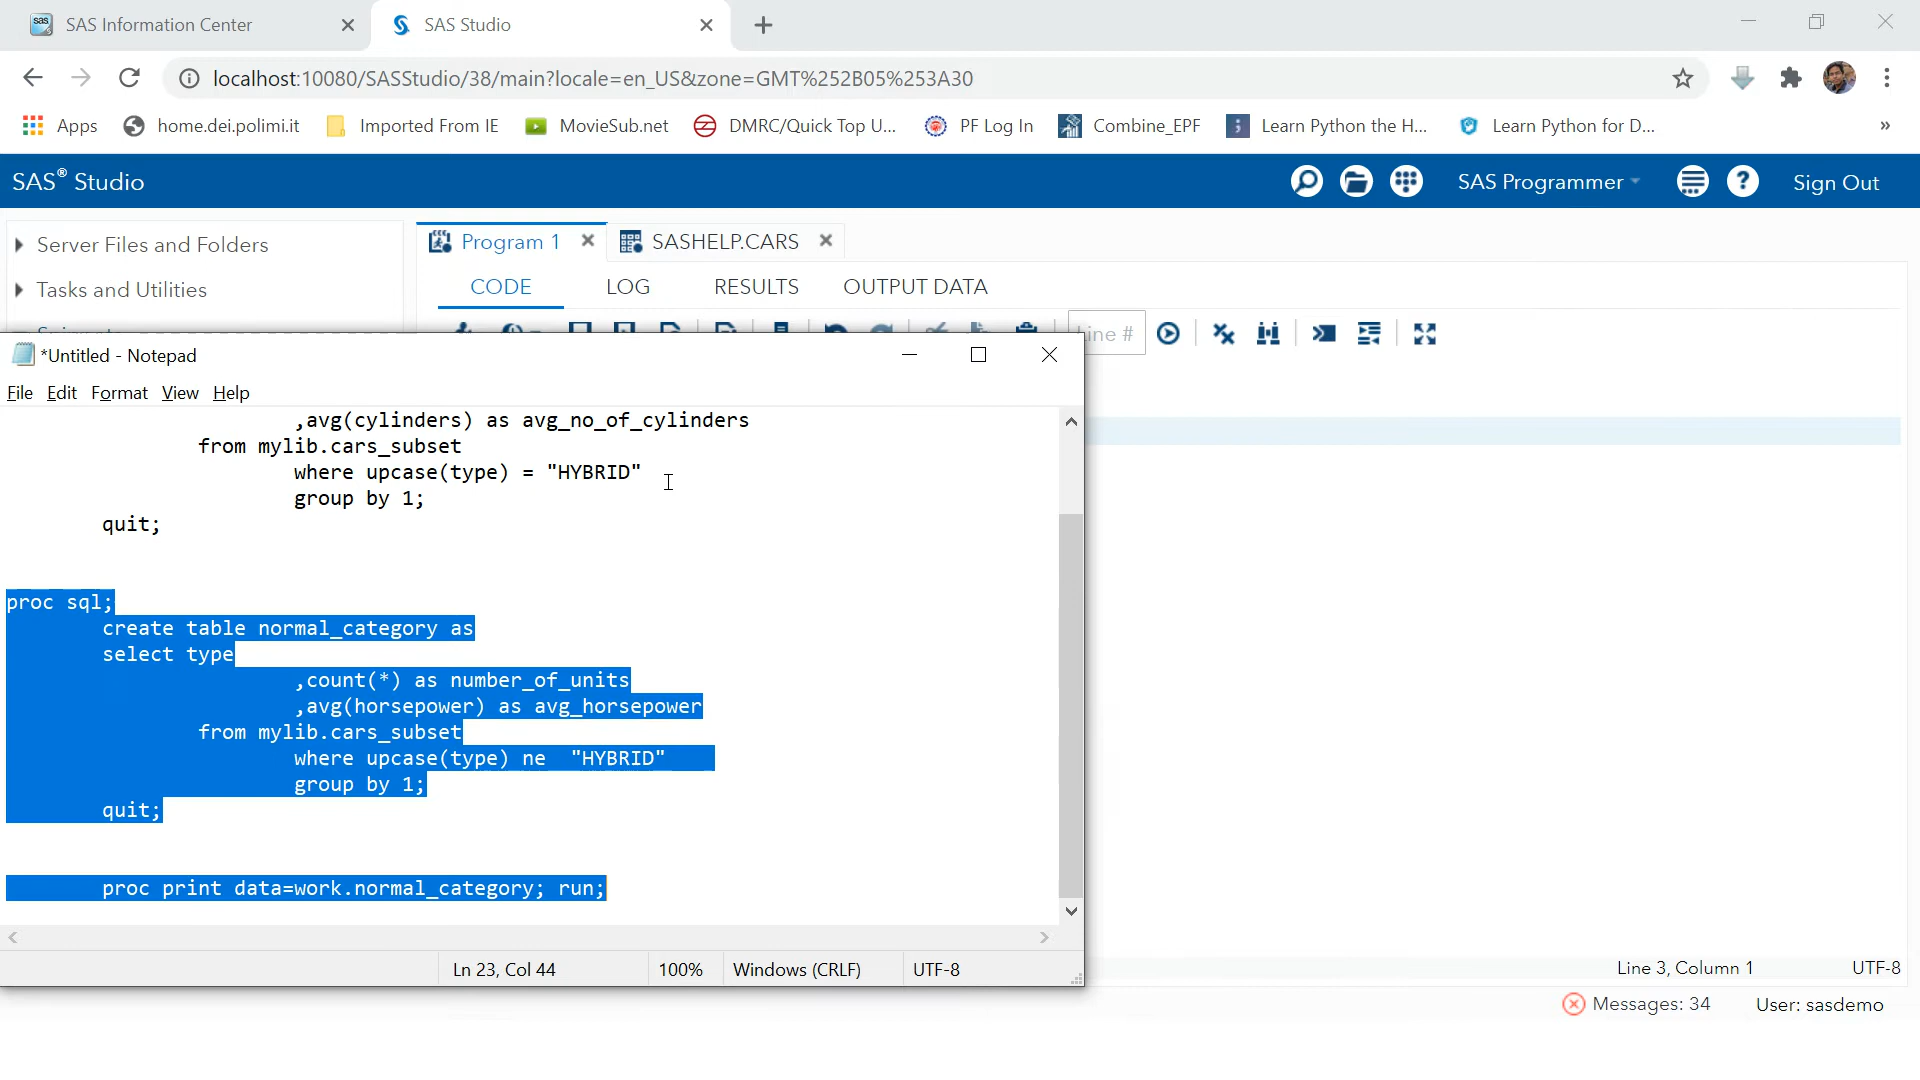 SAS Information Center
SAS Studio
localhost:10080/SASStudio/38/main?locale=en_US&zone=GMT%252B05%253A30
Apps
home.dei.polimi.it
Imported From IE
MovieSub.net
DMRC/Quick Top U...
PF Log In
Combine_EPF
Learn Python the H...
Learn Python for D...
»
SAS® Studio
SAS Programmer
Sign Out
Server Files and Folders
Program 1
SASHELP.CARS
CODE
LOG
RESULTS
OUTPUT DATA
Tasks and Utilities
Line #
*Untitled - Notepad
File Edit Format View Help
,avg(cylinders) as avg_no_of_cylinders
from mylib.cars_subset
where upcase(type) = "HYBRID"
group by 1;
quit;
proc sql;
create table normal_category as
select type
,count(*) as number_of_units
,avg(horsepower) as avg_horsepower
from mylib.cars_subset
where upcase(type) ne  "HYBRID"
group by 1;
quit;
proc print data=work.normal_category; run;
Ln 23, Col 44
100%
Windows (CRLF)
UTF-8
Line 3, Column 1
UTF-8
Messages: 34
User: sasdemo